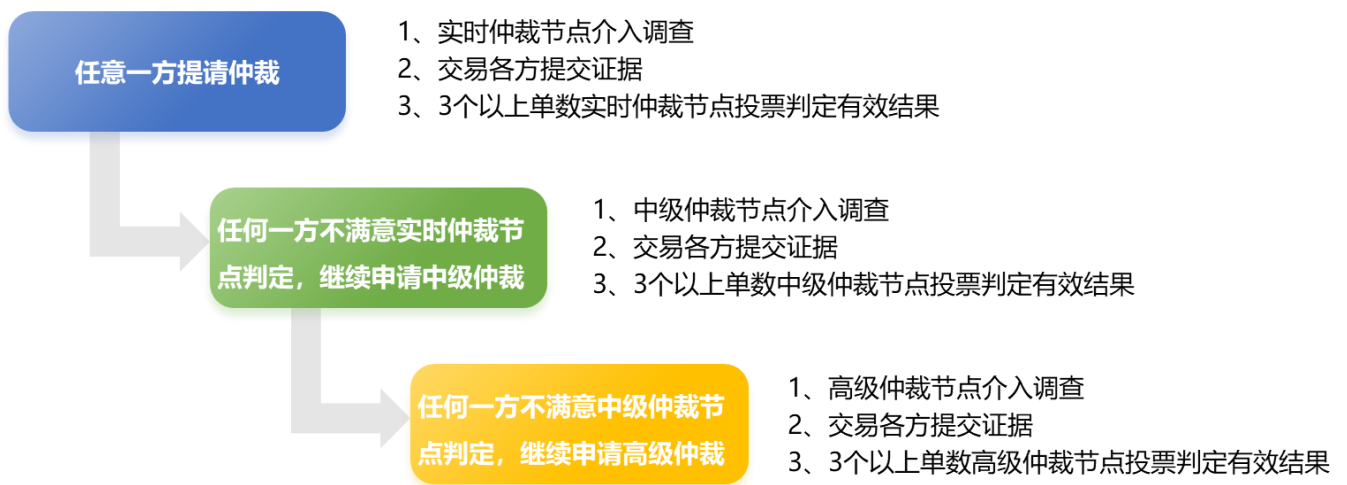 任意一方提请仲裁
1、实时仲裁节点介入调查
2、交易各方提交证据
3、3个以上单数实时仲裁节点投票判定有效结果
任何一方不满意实时仲裁节
点判定，继续申请中级仲裁
1、中级仲裁节点介入调查
2、交易各方提交证据
3、3个以上单数中级仲裁节点投票判定有效结果
任何一方不满意中级仲裁节
点判定，继续申请高级仲裁
1、高级仲裁节点介入调查
2、交易各方提交证据
3、3个以上单数高级仲裁节点投票判定有效结果